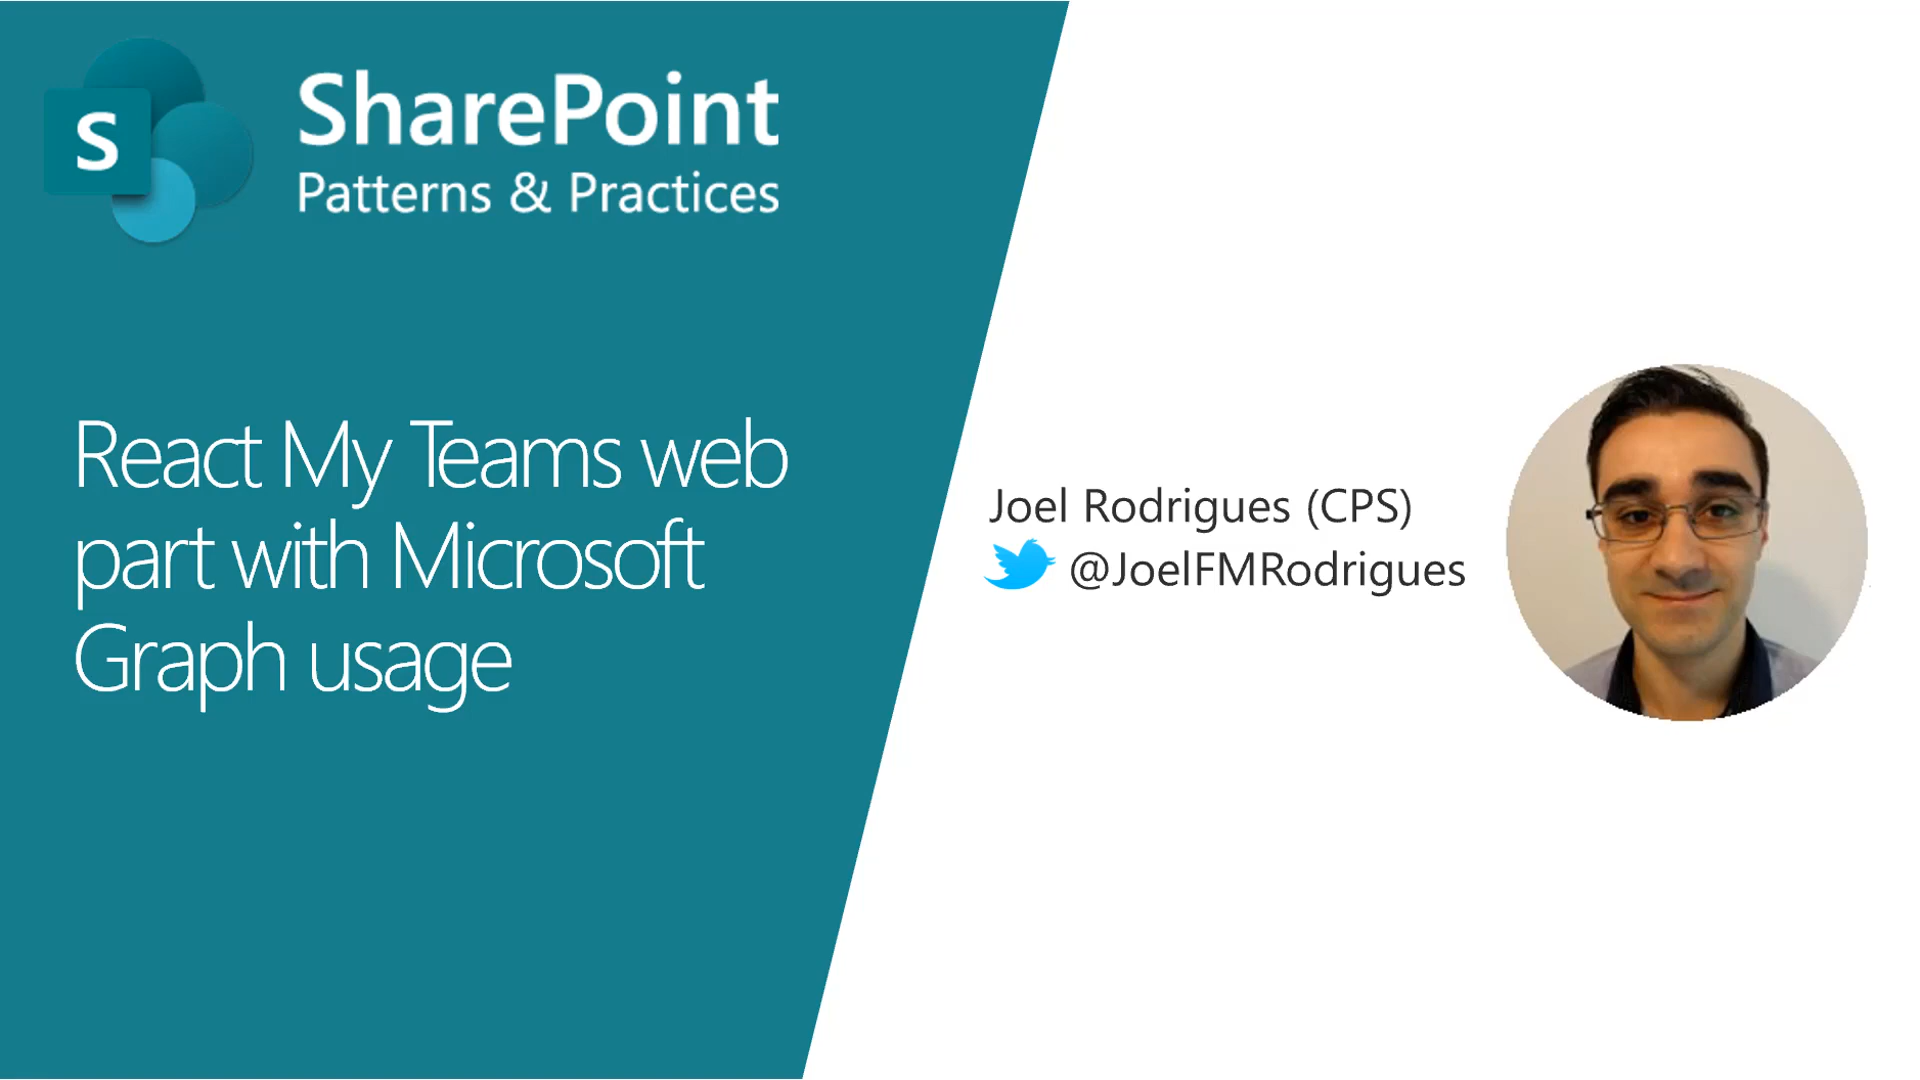 S
SharePoint
Patterns & Practices
React My Teams web
part with Microsoft
Graph usage
Joel Rodrigues (CPS)
@JoelFMRodrigues